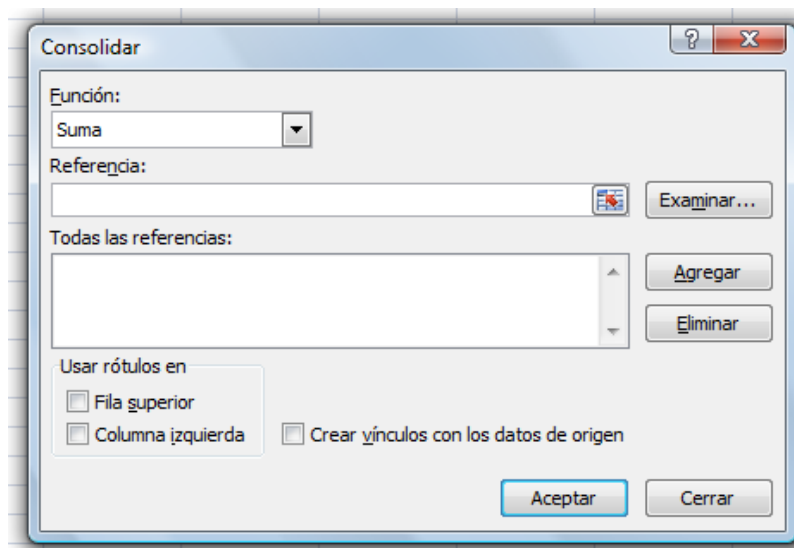 Consolidar
Función:
Suma
Referencia:
Examinar...
Todas las referencias:
Agregar
Eliminar
Usar rótulos en
Fila superior
Columna izquierda
Crear vínculos con los datos de origen
Aceptar
Cerrar